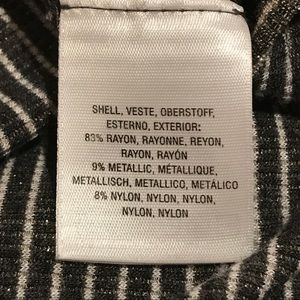 SHELL, VESTE, OBERSTOFF,
ESTERNO, EXTERIOR:
83% RAYON, RAYONNE, REYON,
RAYON, RAYÓN
9% METALLIC, MÉTALLIQUE,
METALLISCH, METALLICO, METÁLICO
8% NYLON, NYLON, NYLON,
NYLON, NYLON